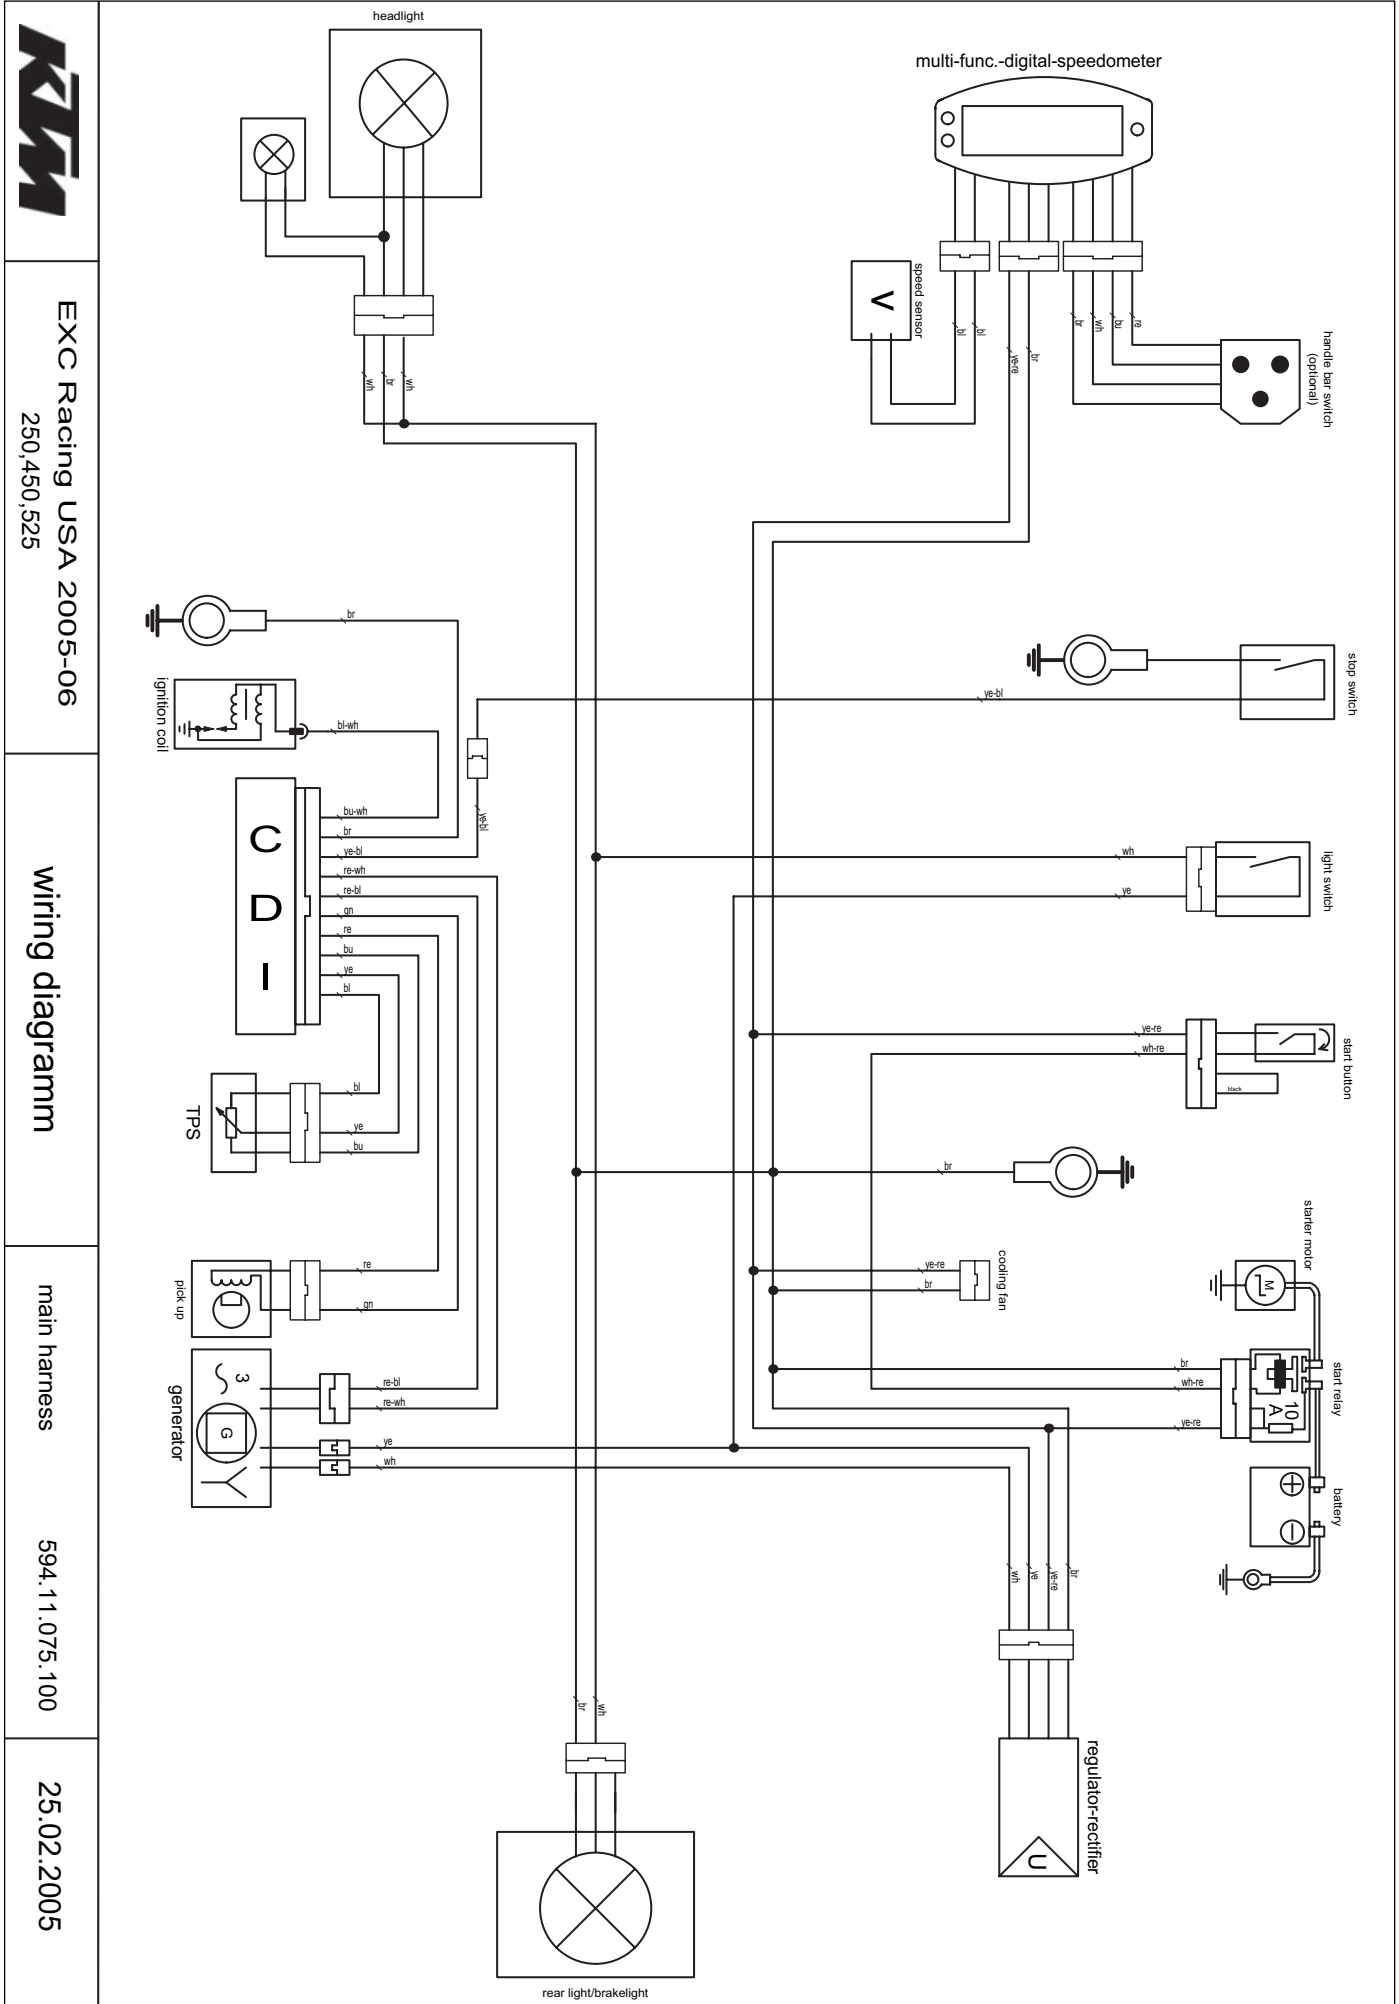 headlight
multi-func.-digital-speedometer
speed sensor
V
bl
bl
ye-re
br
br
wh
bu
re
handle bar switch
(optional)
wh
br
wh
KTM
EXC Racing USA 2005-06
250,450,525
wiring diagramm
main harness
594.11.075.100
25.02.2005
br
ignition coil
bl-wh
ye-bl
stop switch
ye-bl
C
D
I
bu-wh
br
ye-bl
re-wh
re-bl
gn
re
bu
ye
bl
wh
ye
light switch
ye-re
wh-re
black
start button
TPS
bl
ye
bu
br
pick up
re
gn
cooling fan
ye-re
br
starter motor
M
start relay
10
A
br
wh-re
ye-re
battery
generator
3
G
re-bl
re-wh
ye
wh
wh
ye
ye-re
br
regulator-rectifier
U
br
wh
rear light/brakelight